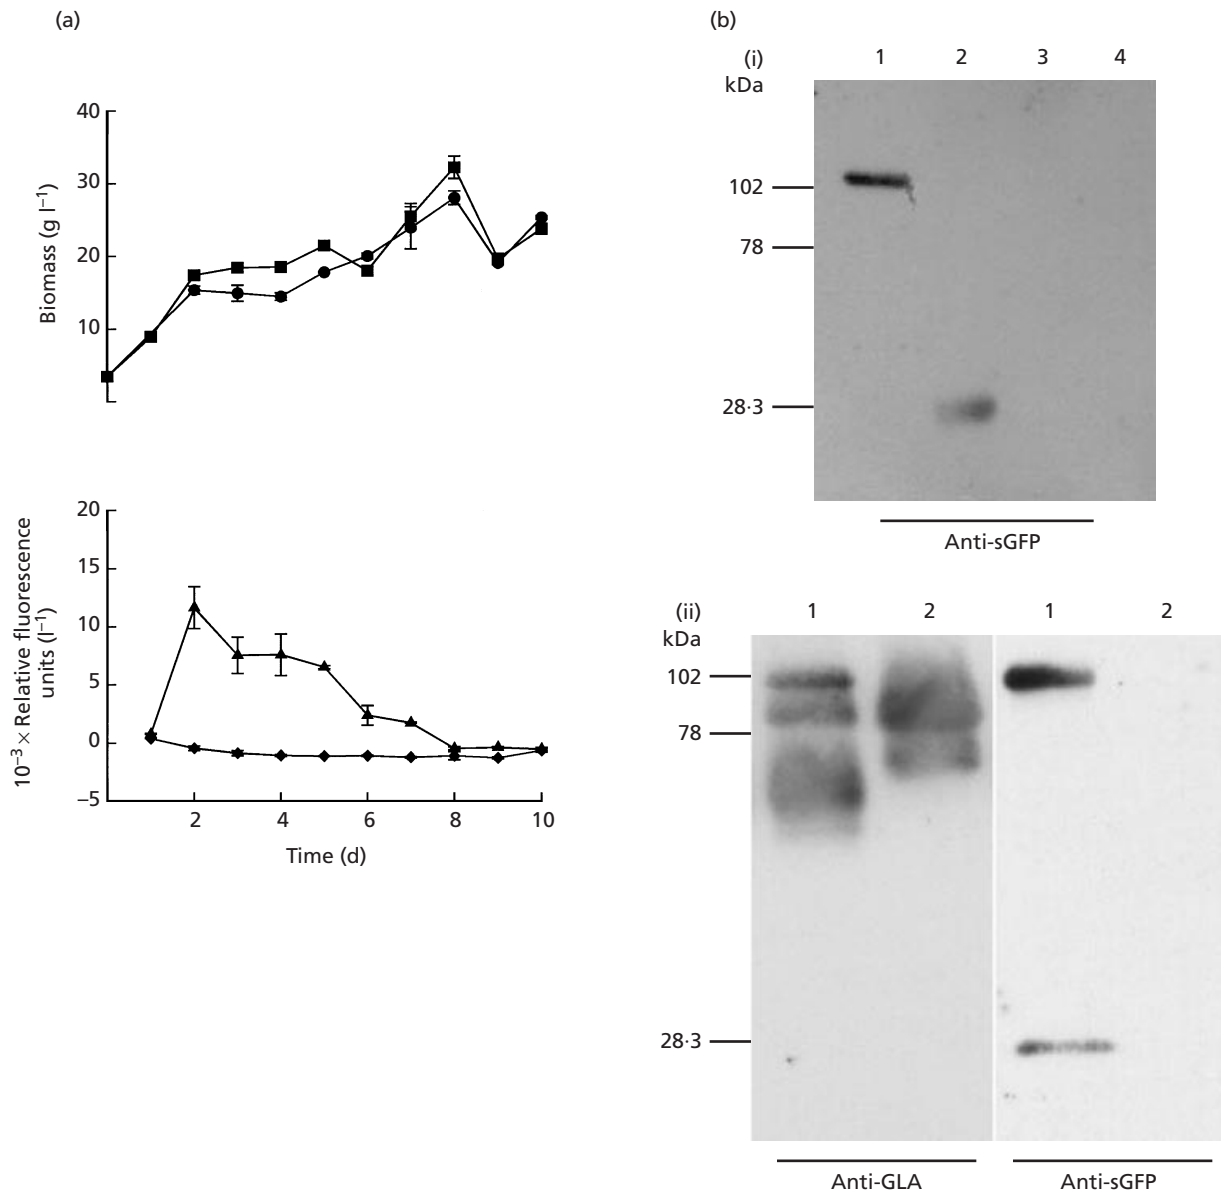 (a)
40
30
20
10
Biomass (g l⁻¹)
20
15
10
5
0
−5
10⁻³ × Relative fluorescence
units (l⁻¹)
2 4 6 8 10
Time (d)
(b)
(i) 1 2 3 4
kDa
102
78
28·3
Anti-sGFP
(ii) 1 2 1 2
kDa
102
78
28·3
Anti-GLA Anti-sGFP